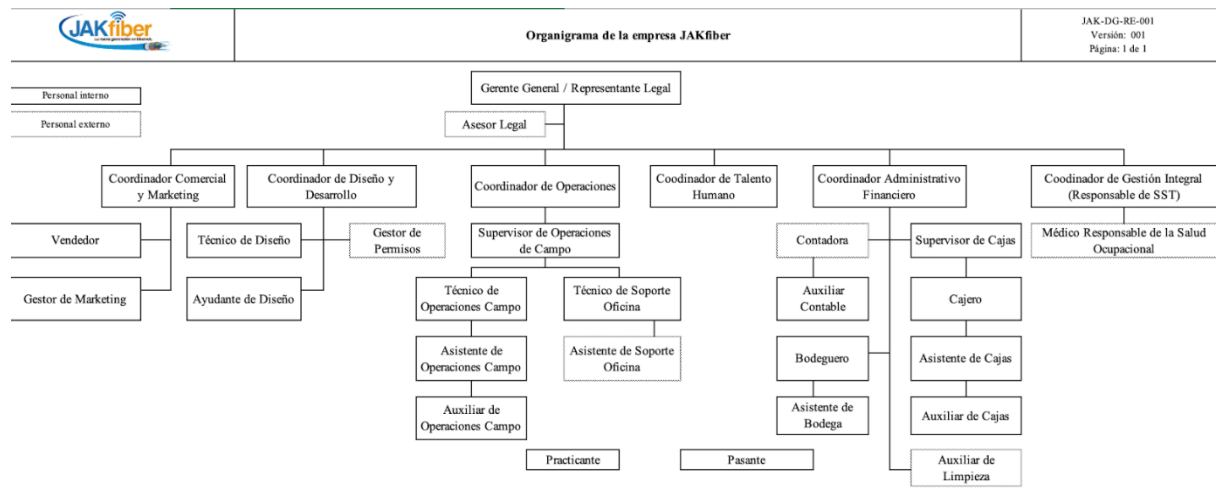 JAKfiber
Organigrama de la empresa JAKfiber
JAK-DG-RE-001
Versión: 001
Página: 1 de 1
Personal interno
Personal externo
Gerente General / Representante Legal
Asesor Legal
Coordinador Comercial
y Marketing
Coordinador de Diseño y
Desarrollo
Coordinador de Operaciones
Coodinador de Talento
Humano
Coordinador Administrativo
Financiero
Coodinador de Gestión Integral
(Responsable de SST)
Vendedor
Técnico de Diseño
Gestor de
Permisos
Supervisor de Operaciones
de Campo
Contadora
Supervisor de Cajas
Médico Responsable de la Salud
Ocupacional
Gestor de Marketing
Ayudante de Diseño
Técnico de
Operaciones Campo
Técnico de Soporte
Oficina
Auxiliar
Contable
Cajero
Asistente de
Operaciones Campo
Asistente de Soporte
Oficina
Bodeguero
Asistente de Cajas
Auxiliar de
Operaciones Campo
Asistente de
Bodega
Auxiliar de Cajas
Practicante
Pasante
Auxiliar de
Limpieza